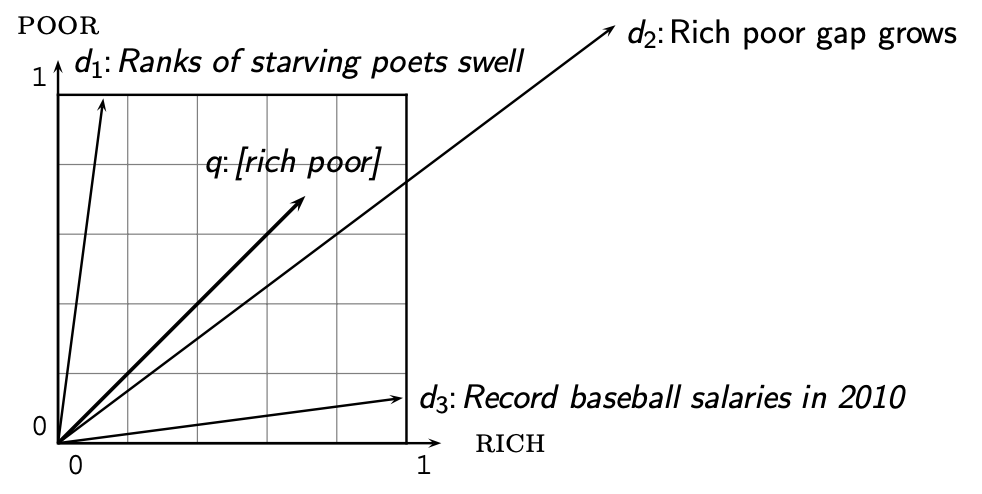 POOR
1
d₁: Ranks of starving poets swell
d₂: Rich poor gap grows
q: [rich poor]
d₃: Record baseball salaries in 2010
0
RICH
0
1